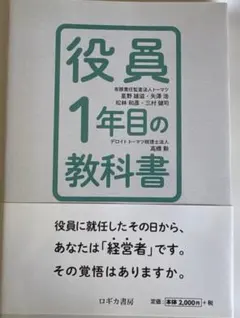 役員
有限責任監査法人トーマツ
星野 雄滋・矢澤 浩
松林 和彦・三村 健司
1年目の
デロイト トーマツ税理士法人
高橋 勲
教科書
役員に就任したその日から、
あなたは「経営者」です。
その覚悟はありますか。
ロギカ書房
定価:本体2,000円+税